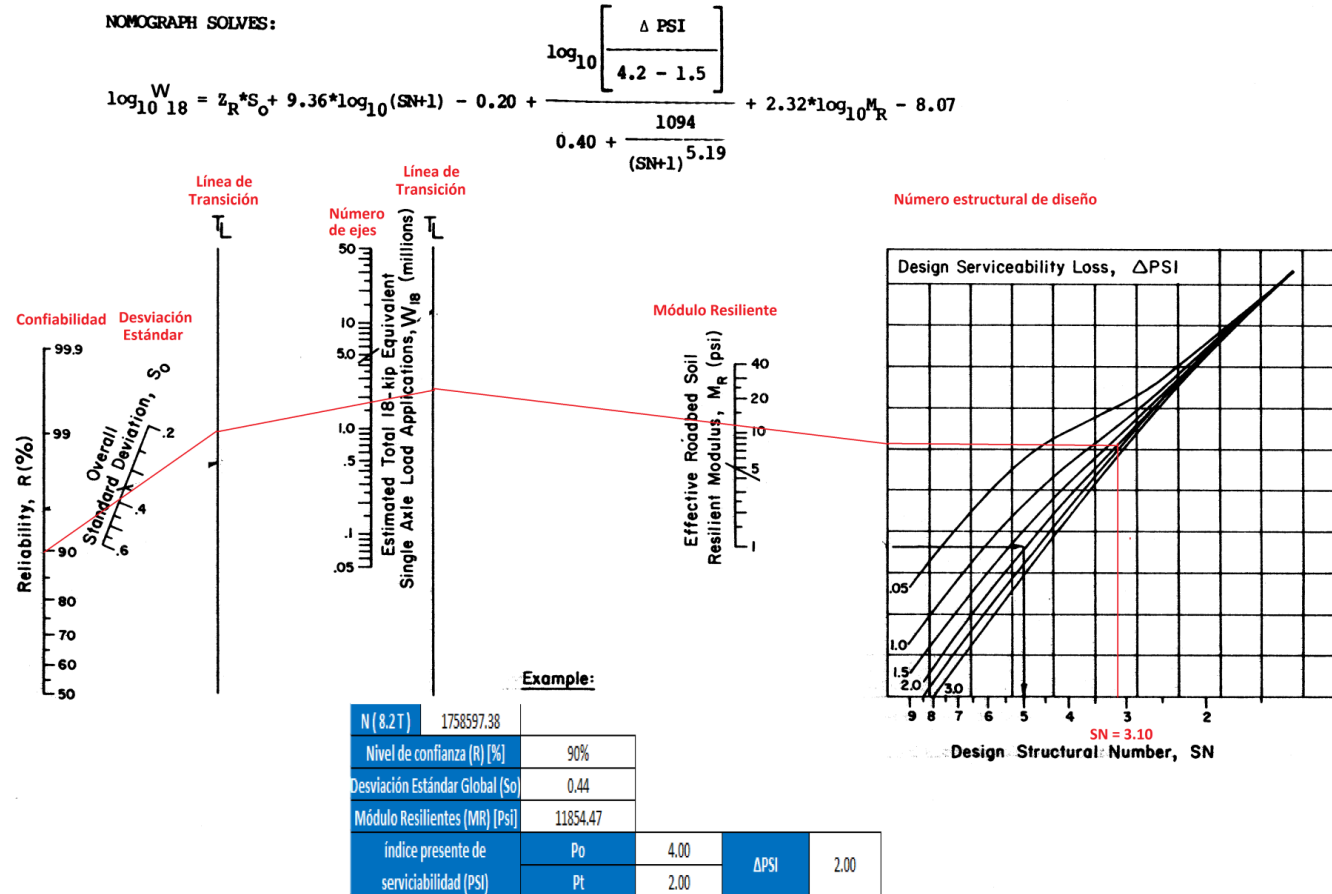 NOMOGRAPH SOLVES:
log10 W18 = ZR*So + 9.36*log10(SN+1) - 0.20 + log10[Δ PSI / 4.2 - 1.5] / 0.40 + 1094 / (SN+1)^5.19 + 2.32*log10MR - 8.07
Línea de
Transición
TL
Línea de
Transición
TL
Número
de ejes
Número estructural de diseño
Confiabilidad
Desviación
Estándar
Módulo Resiliente
Reliability, R (%)
99.9
99
90
80
70
60
50
Overall
Standard Deviation, So
.2
.4
.6
Estimated Total 18-kip Equivalent
Single Axle Load Applications, W18 (millions)
50
10
5.0
1.0
.5
.1
.05
Effective Roadbed Soil
Resilient Modulus, MR (psi)
40
20
10
5
1
Design Serviceability Loss, ΔPSI
.05
1.0
1.5
2.0
3.0
9 8 7 6 5 4 3 2
SN = 3.10
Design Structural Number, SN
Example:
N ( 8.2 T ) 1758597.38
Nivel de confianza (R) [%] 90%
Desviación Estándar Global (So) 0.44
Módulo Resilientes (MR) [Psi] 11854.47
índice presente de Po 4.00 ΔPSI 2.00
serviciabilidad (PSI) Pt 2.00